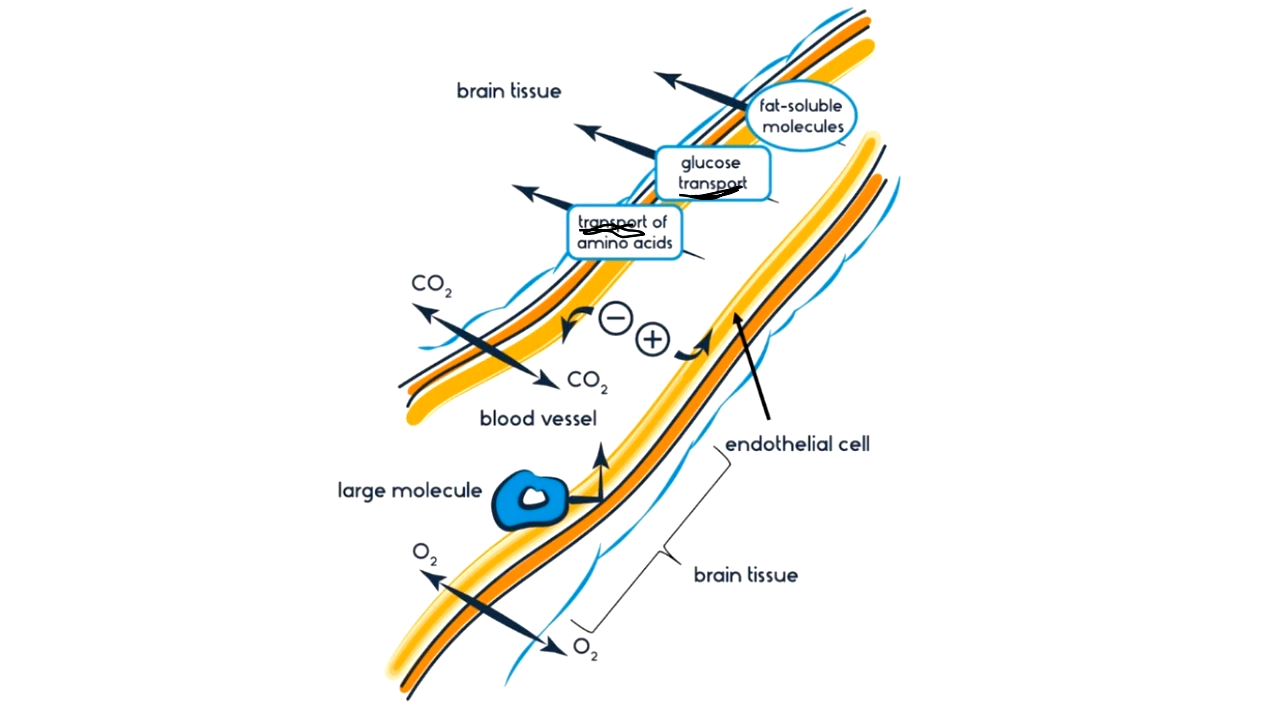 brain tissue
fat-soluble
molecules
glucose
transport
transport of
amino acids
CO₂
−
+
CO₂
blood vessel
endothelial cell
large molecule
O₂
brain tissue
O₂